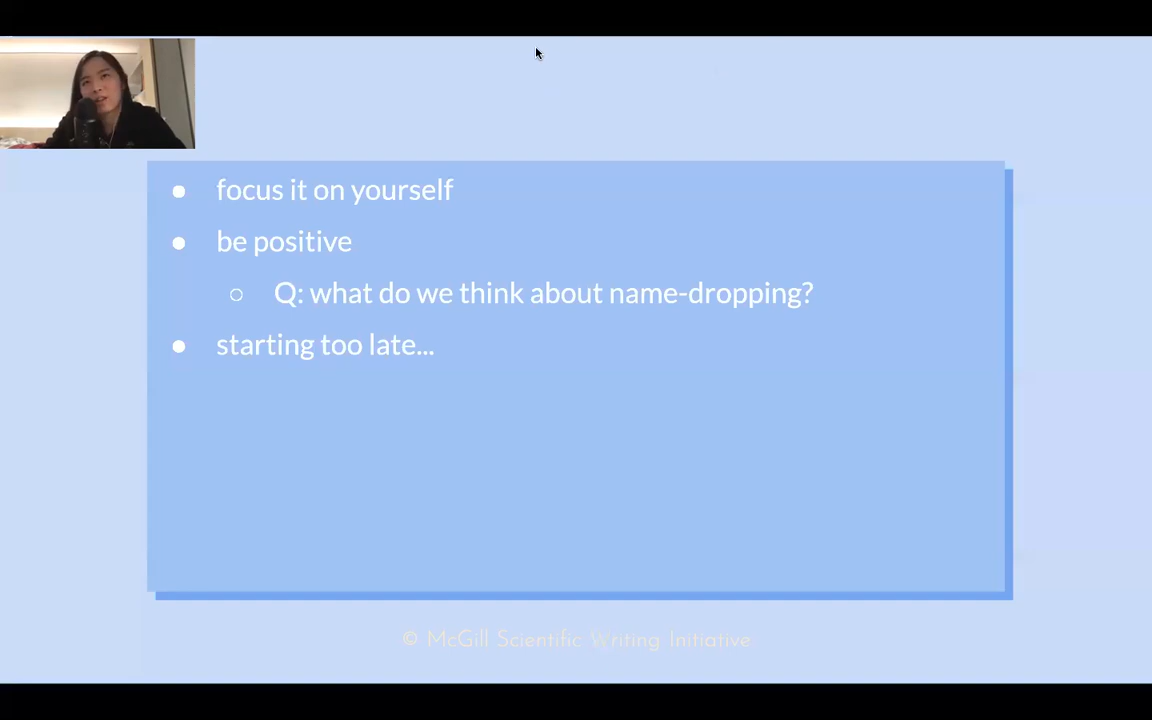 ● focus it on yourself
● be positive
○ Q: what do we think about name-dropping?
● starting too late...
© McGill Scientific Writing Initiative